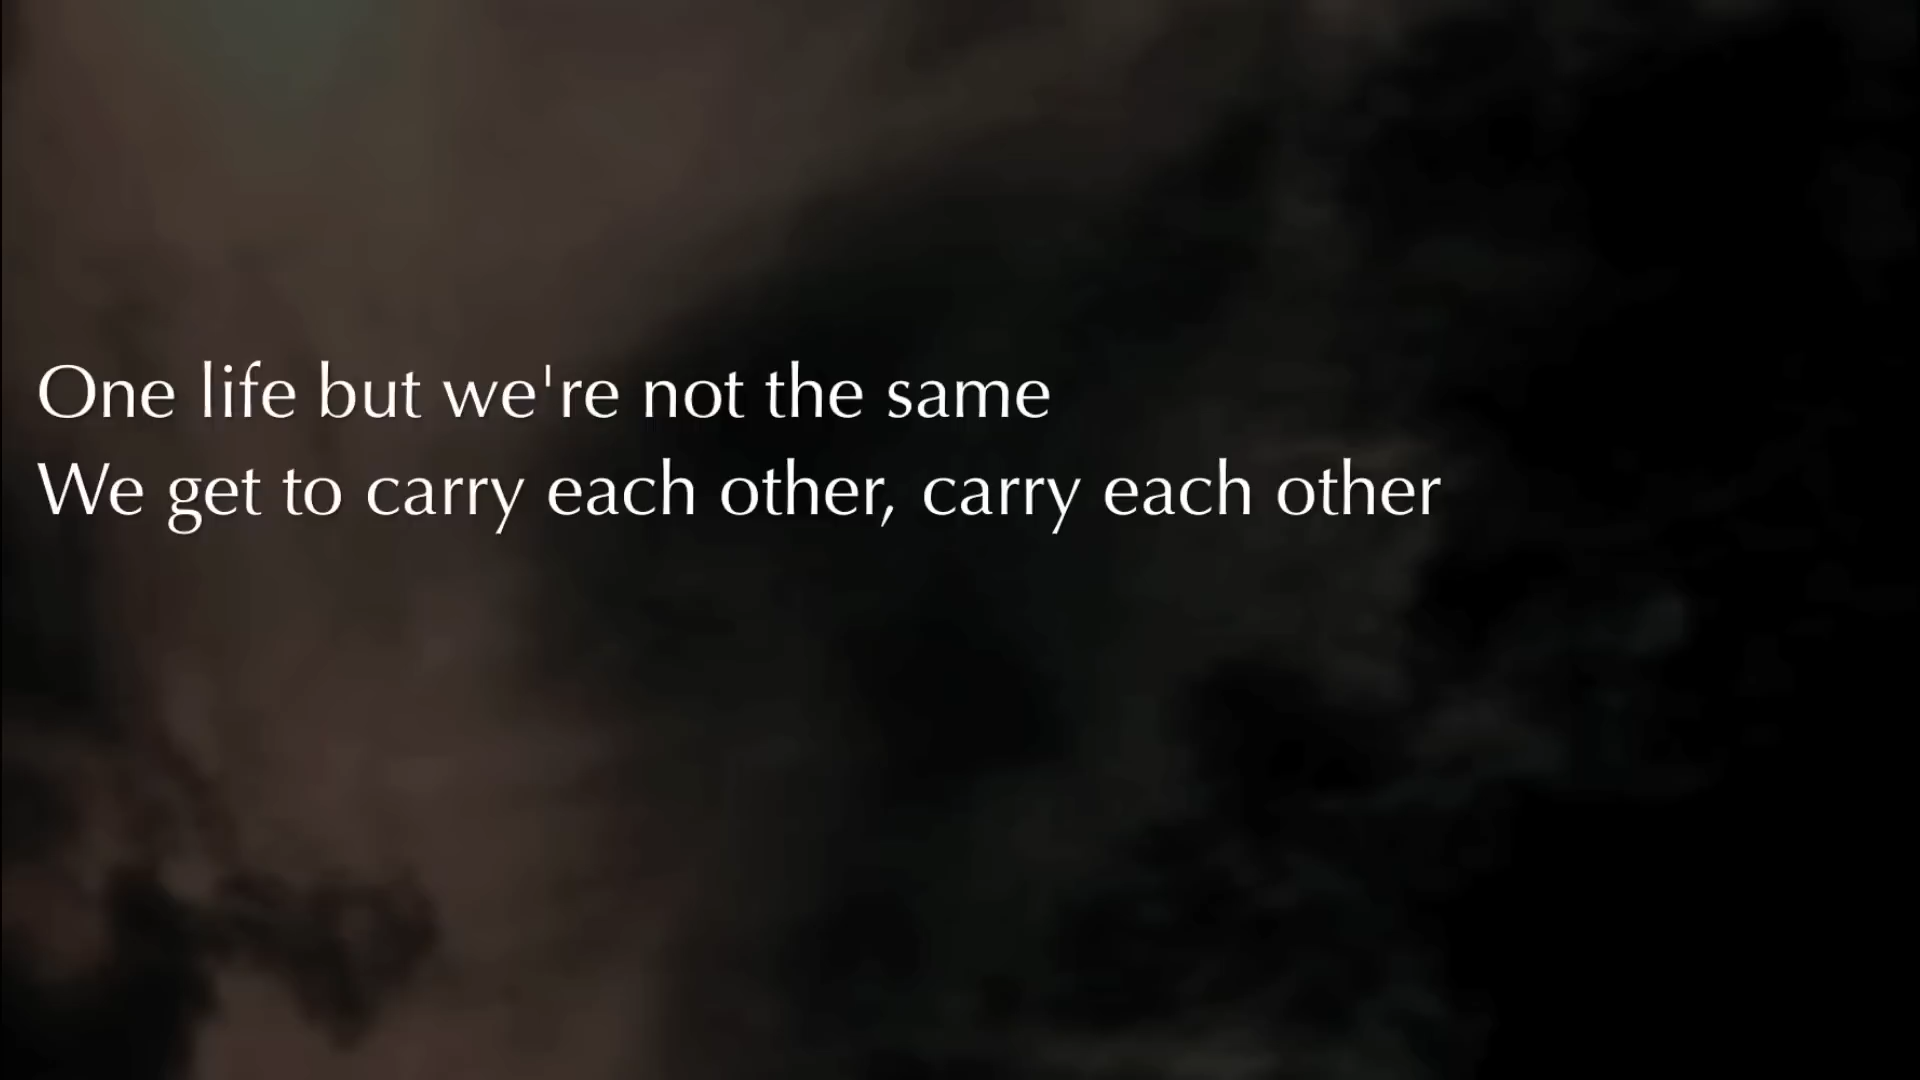 One life but we're not the same
We get to carry each other, carry each other